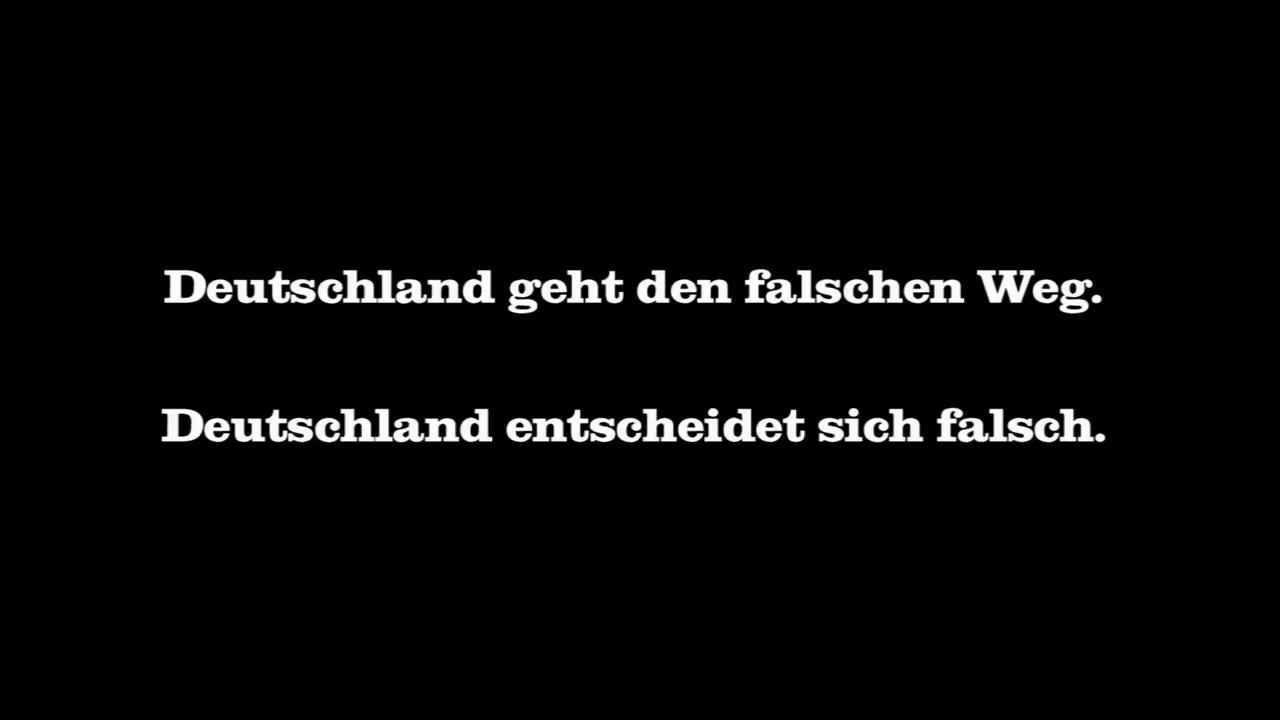 Deutschland geht den falschen Weg.
Deutschland entscheidet sich falsch.